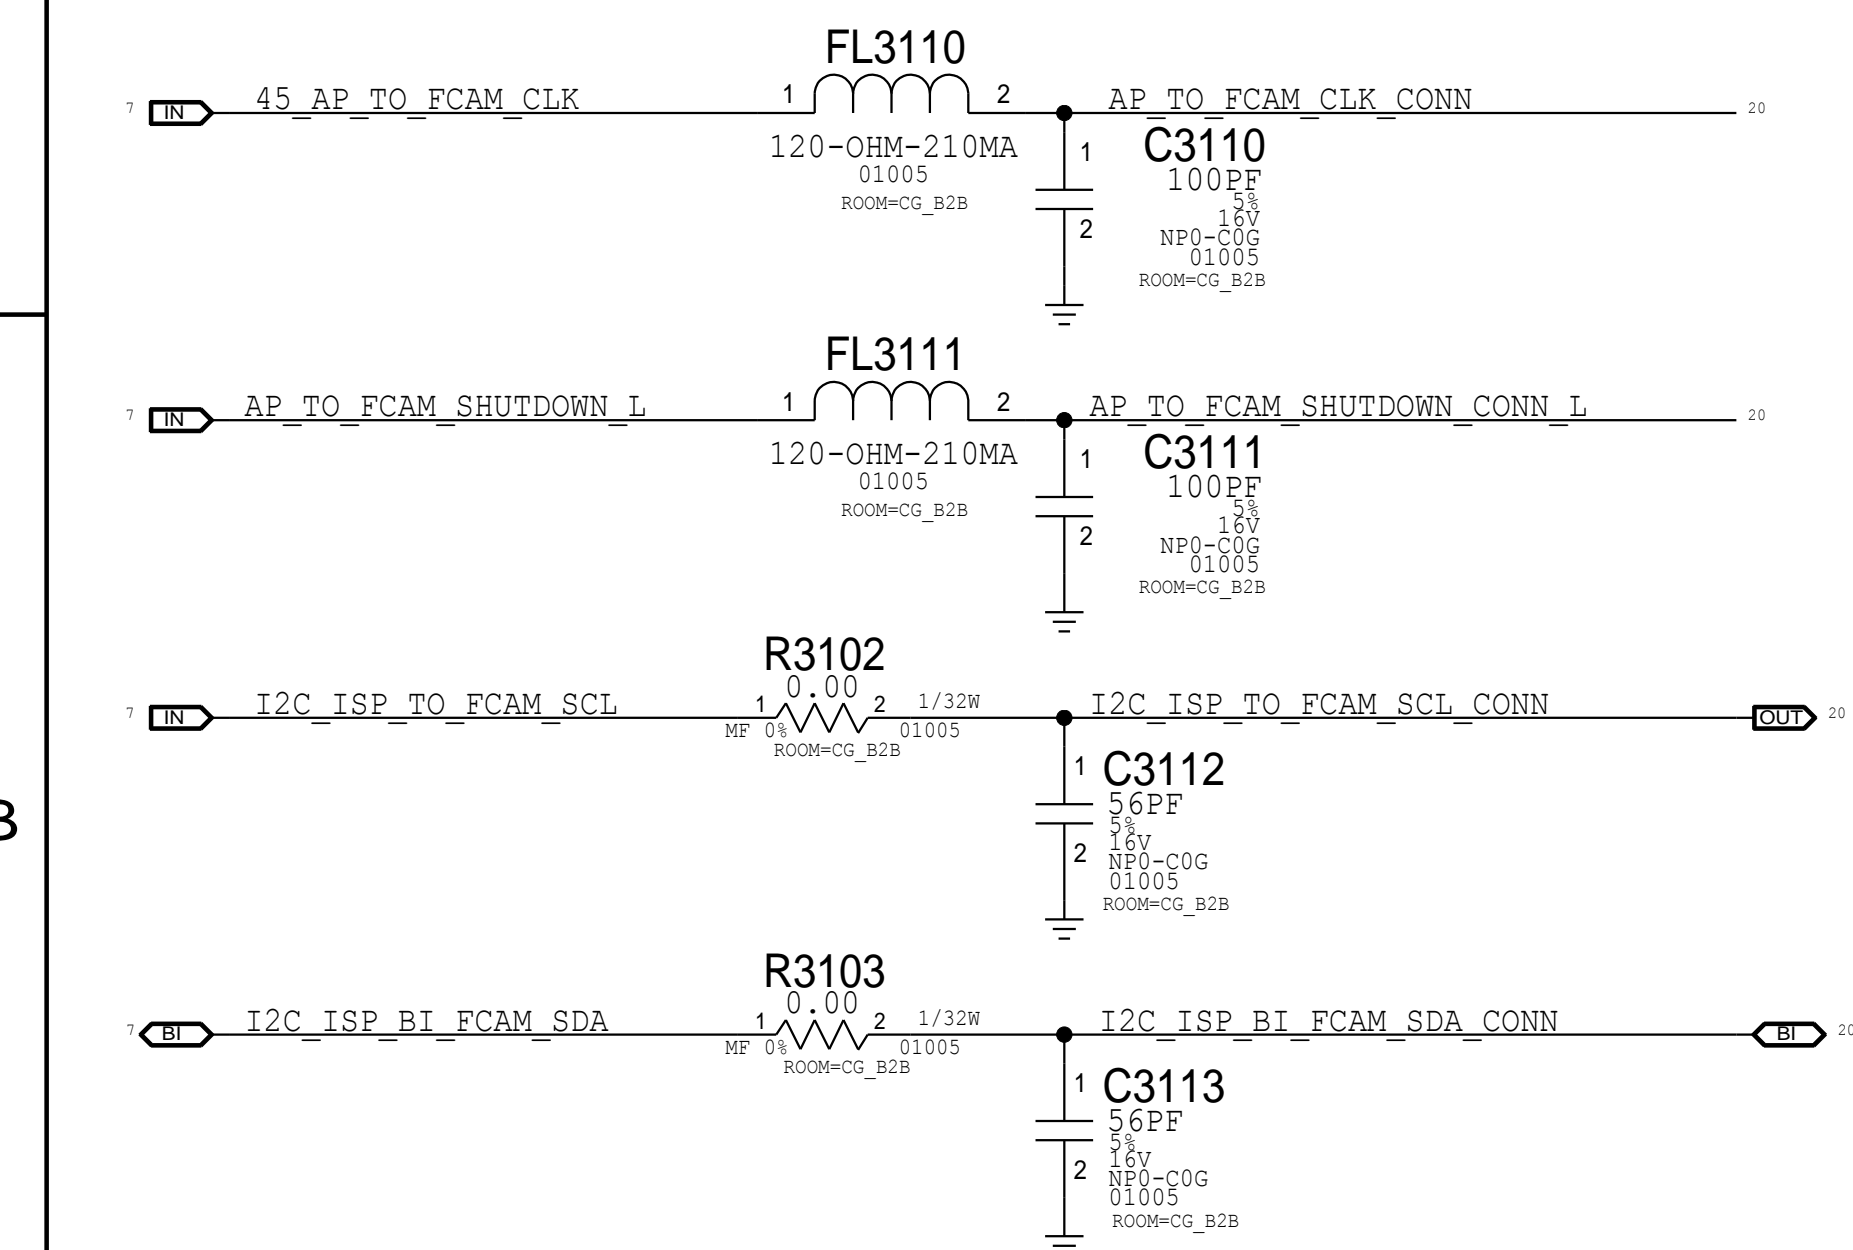 FL3110
7 IN 45_AP_TO_FCAM_CLK 1 2 AP_TO_FCAM_CLK_CONN 20
120-OHM-210MA
01005
ROOM=CG_B2B
1 C3110
100PF
5%
16V
2 NP0-C0G
01005
ROOM=CG_B2B
FL3111
7 IN AP_TO_FCAM_SHUTDOWN_L 1 2 AP_TO_FCAM_SHUTDOWN_CONN_L 20
120-OHM-210MA
01005
ROOM=CG_B2B
1 C3111
100PF
5%
16V
2 NP0-C0G
01005
ROOM=CG_B2B
R3102
0.00
7 IN I2C_ISP_TO_FCAM_SCL 1 2 1/32W I2C_ISP_TO_FCAM_SCL_CONN OUT 20
MF 0% 01005
ROOM=CG_B2B
1 C3112
56PF
5%
16V
2 NP0-C0G
01005
ROOM=CG_B2B
B
R3103
0.00
7 BI I2C_ISP_BI_FCAM_SDA 1 2 1/32W I2C_ISP_BI_FCAM_SDA_CONN BI 20
MF 0% 01005
ROOM=CG_B2B
1 C3113
56PF
5%
16V
2 NP0-C0G
01005
ROOM=CG_B2B